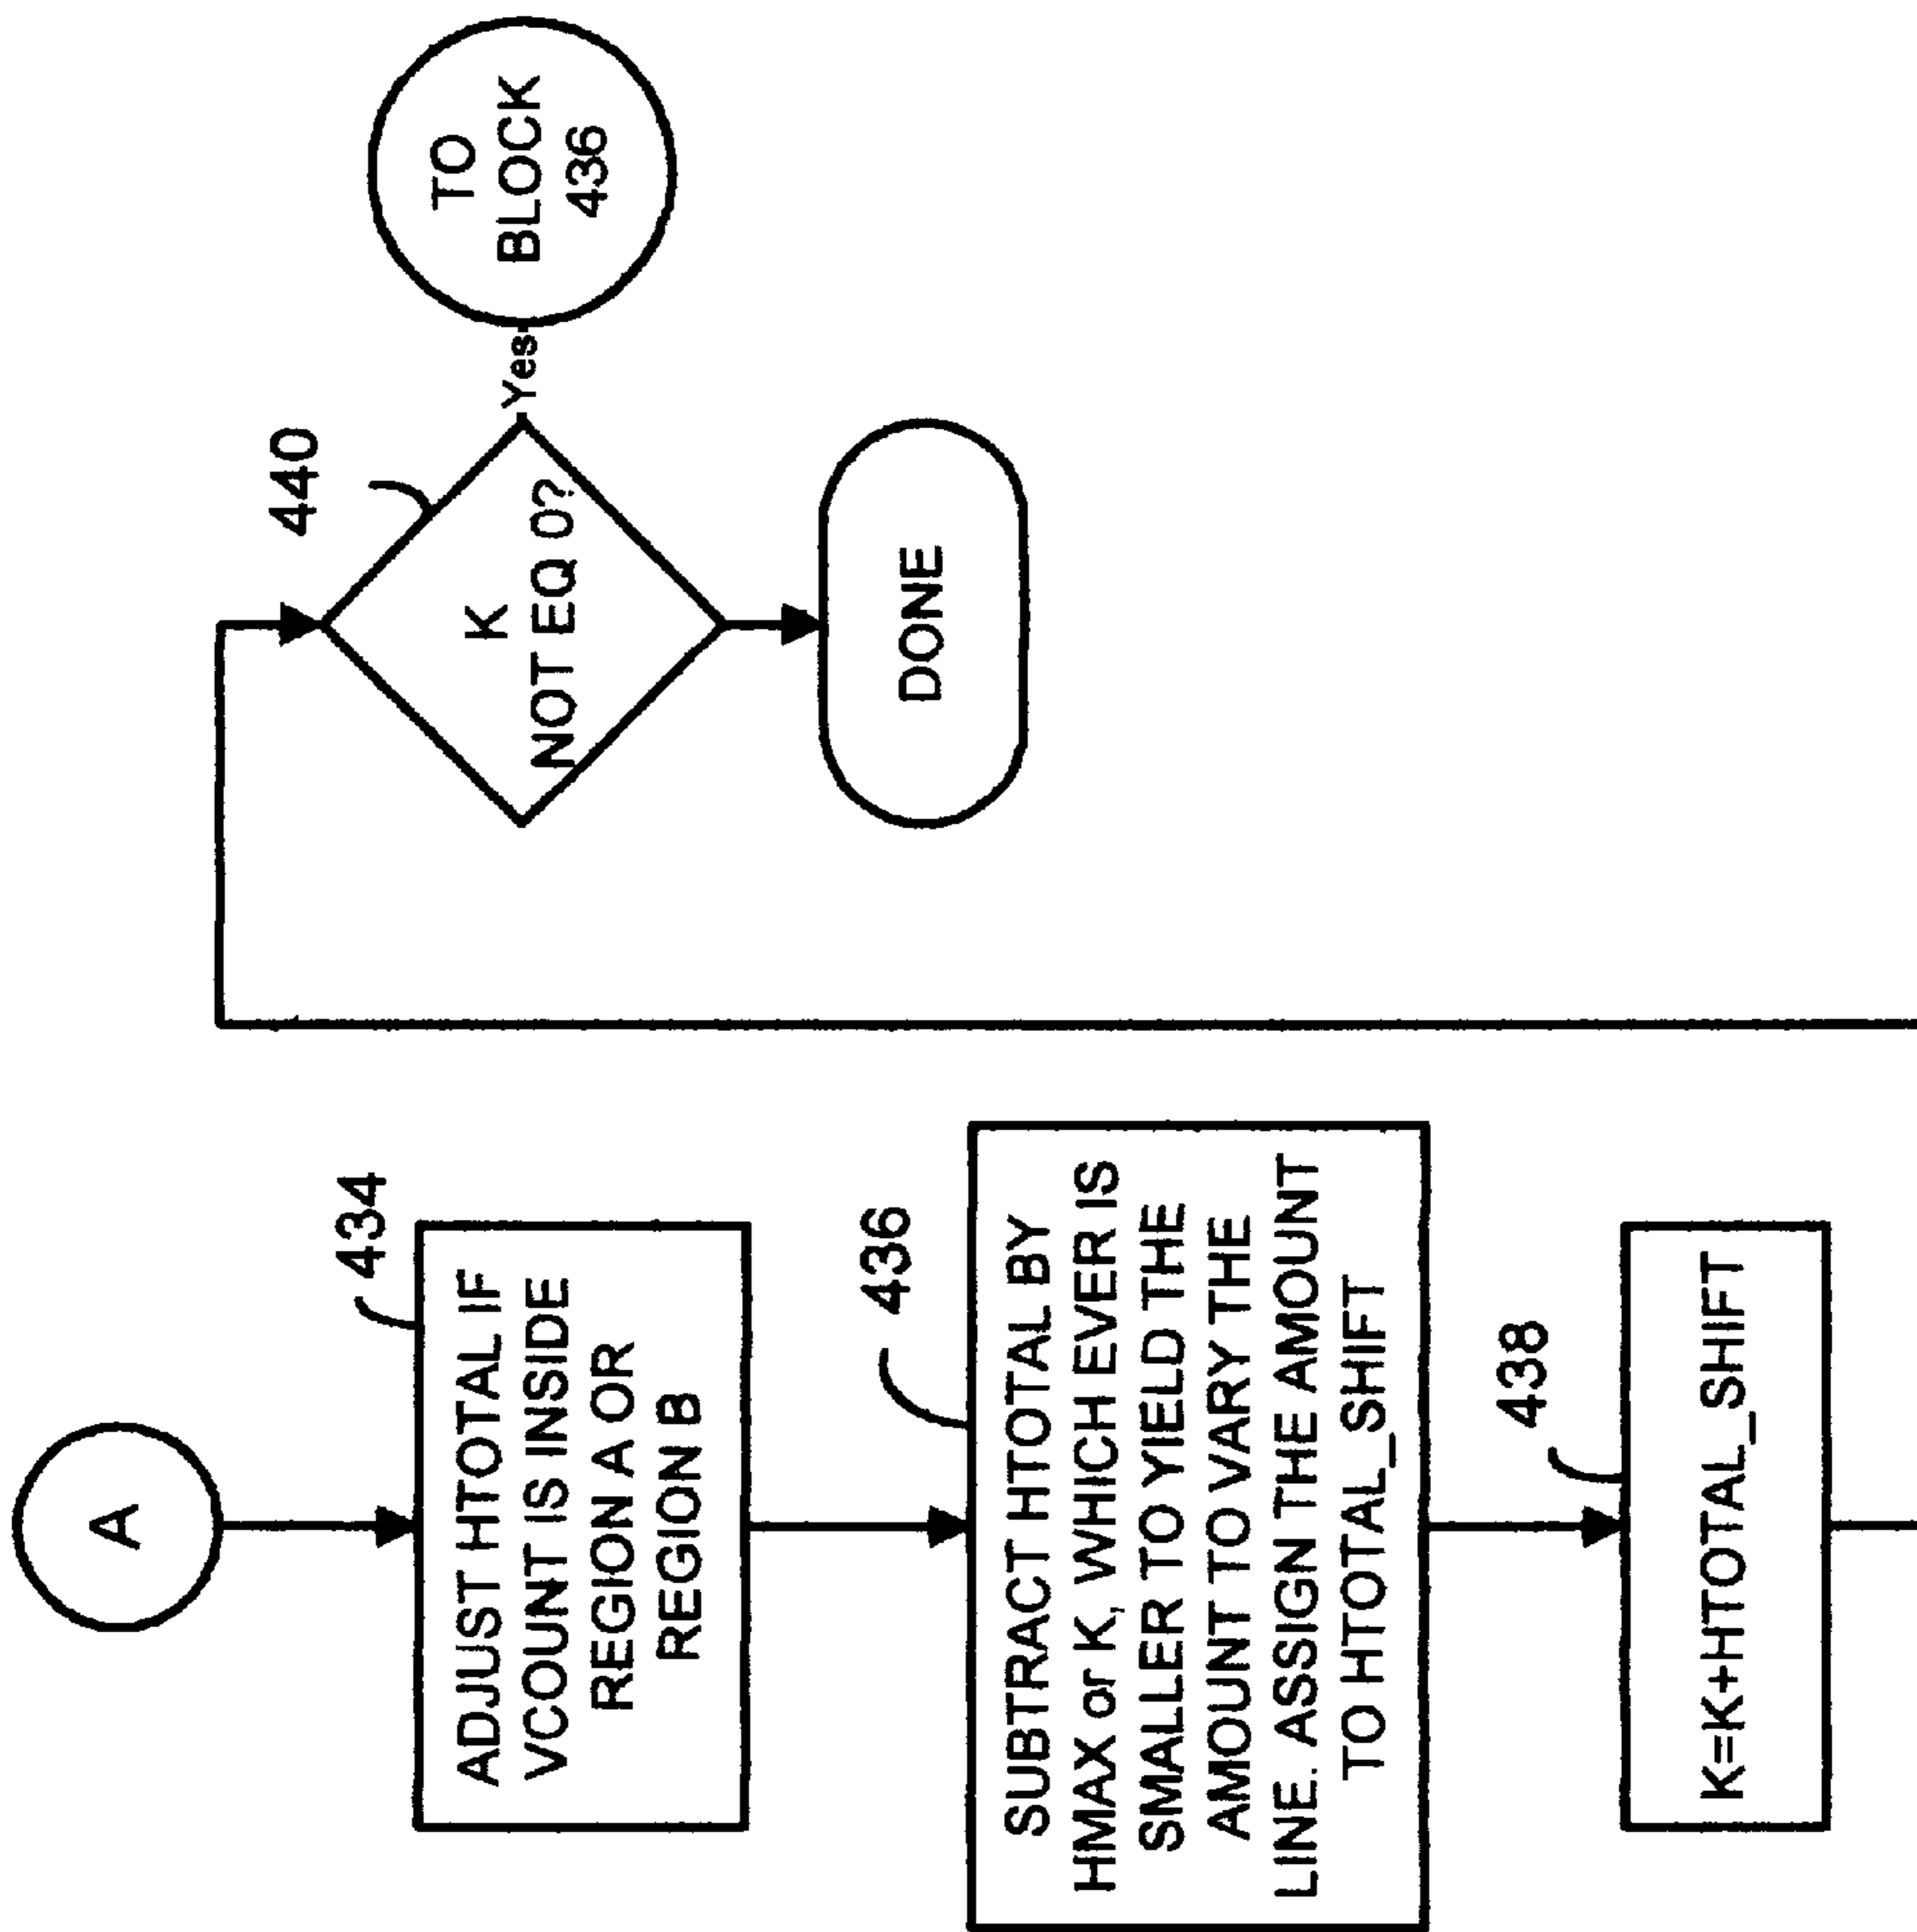 A
434
ADJUST HTOTAL IF
VCOUNT IS INSIDE
REGION A OR
REGION B
436
SUBTRACT HTOTAL BY
HMAX or K, WHICH EVER IS
SMALLER TO YIELD THE
AMOUNT TO VARY THE
LINE. ASSIGN THE AMOUNT
TO HTOTAL_SHIFT
438
K=K+HTOTAL_SHIFT
440
K
NOT EQ 0?
Yes
TO
BLOCK
436
DONE